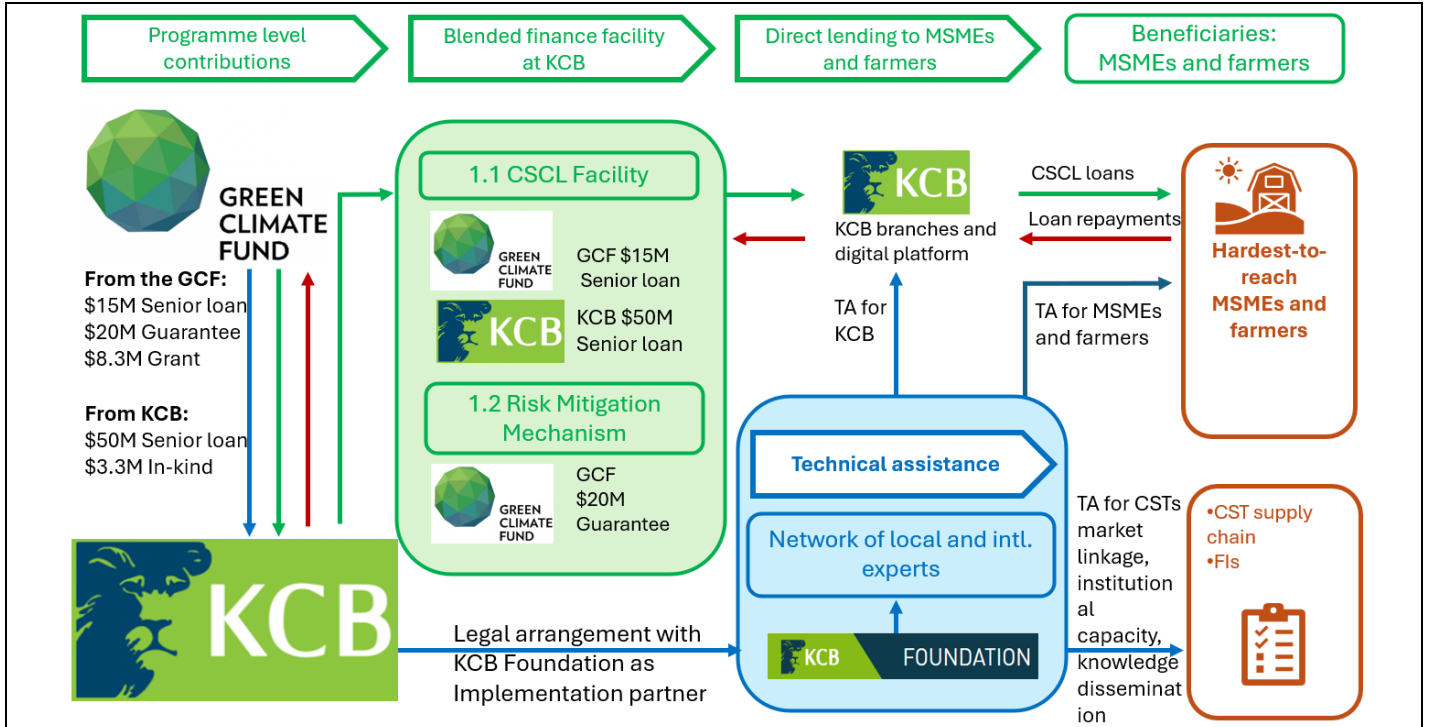 Programme level
contributions
Blended finance facility
at KCB
Direct lending to MSMEs
and farmers
Beneficiaries:
MSMEs and farmers
GREEN
CLIMATE
FUND
From the GCF:
$15M Senior loan
$20M Guarantee
$8.3M Grant
From KCB:
$50M Senior loan
$3.3M In-kind
KCB
1.1 CSCL Facility
GREEN
CLIMATE
FUND
GCF $15M
Senior loan
KCB
KCB $50M
Senior loan
1.2 Risk Mitigation
Mechanism
GREEN
CLIMATE
FUND
GCF
$20M
Guarantee
KCB
KCB branches and
digital platform
CSCL loans
Loan repayments
Hardest-to-
reach
MSMEs and
farmers
TA for
KCB
TA for MSMEs
and farmers
Technical assistance
Network of local and intl.
experts
KCB FOUNDATION
Legal arrangement with
KCB Foundation as
Implementation partner
TA for CSTs
market
linkage,
institution
al
capacity,
knowledge
disseminat
ion
•CST supply
chain
•FIs